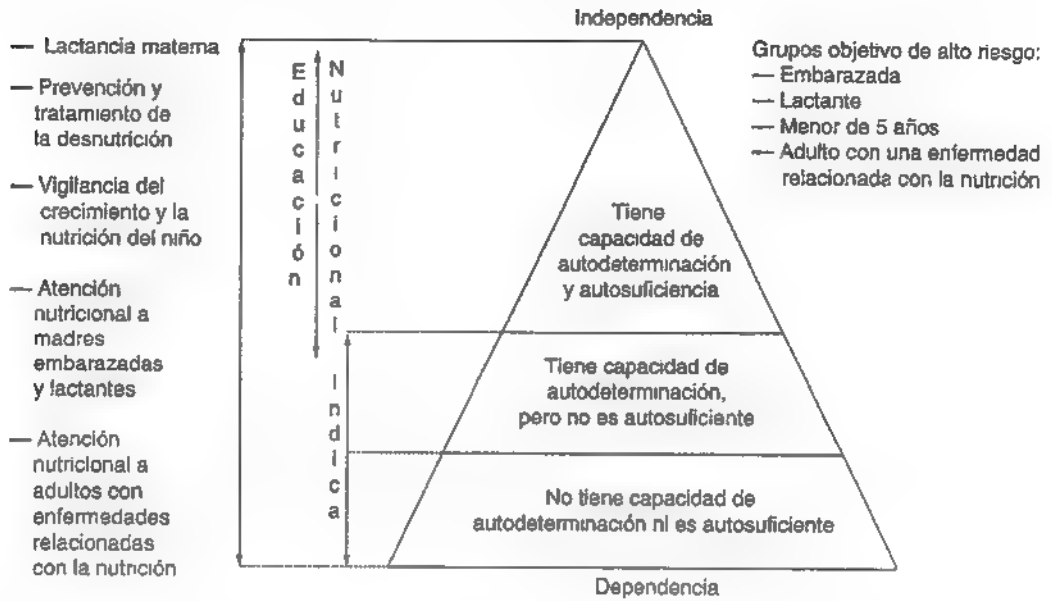 Independencia
— Lactancia materna
— Prevención y
tratamiento de
la desnutrición
— Vigilancia del
crecimiento y la
nutrición del niño
— Atención
nutricional a
madres
embarazadas
y lactantes
— Atención
nutricional a
adultos con
enfermedades
relacionadas
con la nutrición
Educación
Nutricional
Indica
Tiene
capacidad de
autodeterminación
y autosuficiencia
Tiene capacidad de
autodeterminación,
pero no es autosuficiente
No tiene capacidad de
autodeterminación ni es autosuficiente
Dependencia
Grupos objetivo de alto riesgo:
— Embarazada
— Lactante
— Menor de 5 años
— Adulto con una enfermedad
relacionada con la nutrición